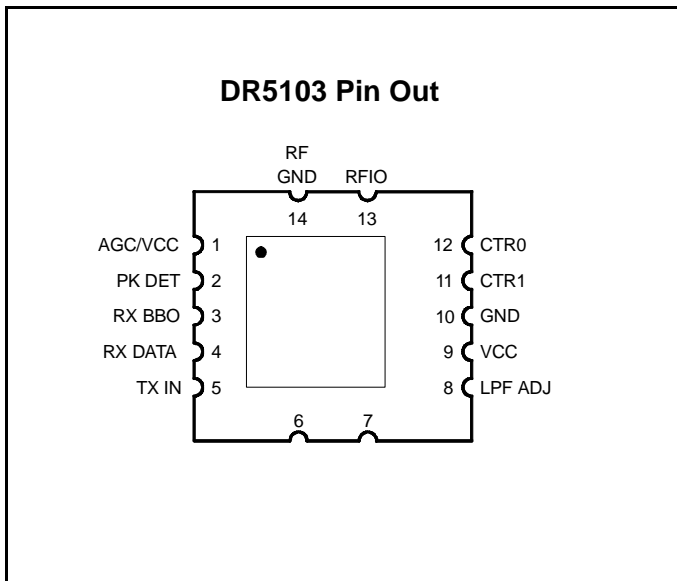 DR5103 Pin Out
RF
GND RFIO
14 13
AGC/VCC 1 12 CTR0
PK DET 2 11 CTR1
RX BBO 3 10 GND
RX DATA 4 9 VCC
TX IN 5 8 LPF ADJ
6 7